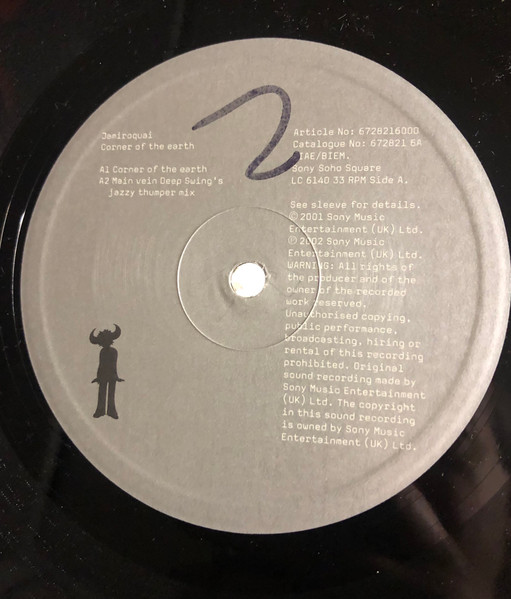 2
Jamiroquai
Corner of the earth
A1 Corner of the earth
A2 Main vein Deep Swing's
jazzy thumper mix
Article No: 6728216000
Catalogue No: 672821 6A
IAE/BIEM.
Sony Soho Square
LC 6140 33 RPM Side A.
See sleeve for details.
© 2001 Sony Music
Entertainment (UK) Ltd.
℗ 2002 Sony Music
Entertainment (UK) Ltd.
WARNING: All rights of
the producer and of the
owner of the recorded
work reserved.
Unauthorised copying,
public performance,
broadcasting, hiring or
rental of this recording
prohibited. Original
sound recording made by
Sony Music Entertainment
(UK) Ltd. The copyright
in this sound recording
is owned by Sony Music
Entertainment (UK) Ltd.